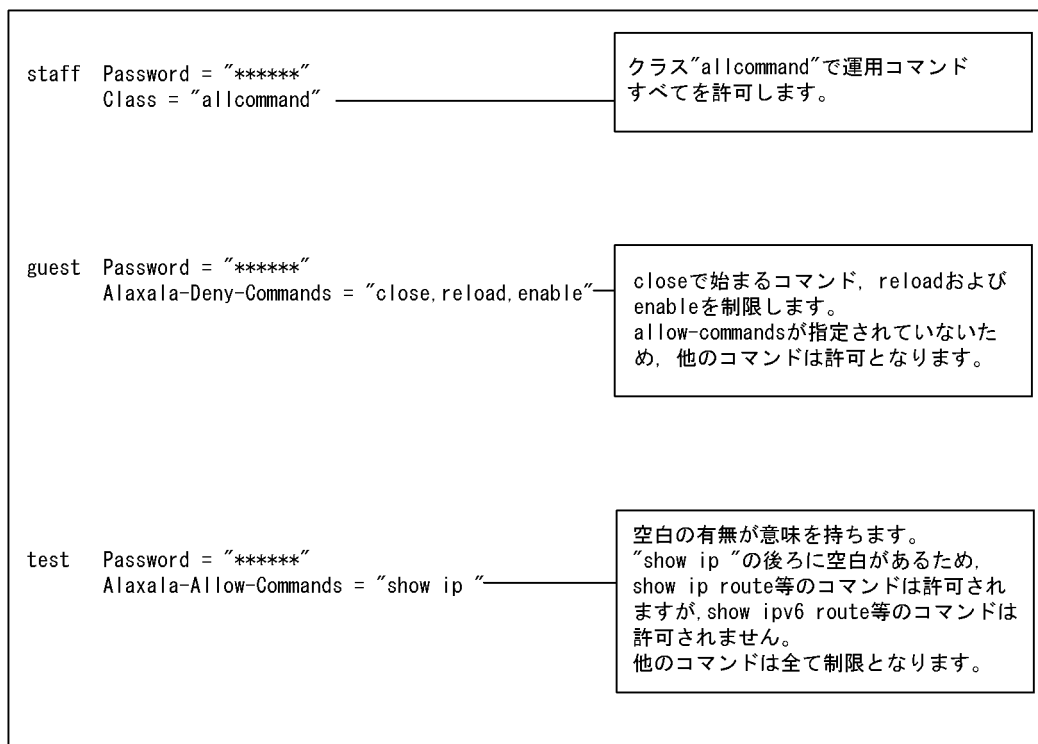 staff Password = "******"
Class = "allcommand"
クラス"allcommand"で運用コマンド
すべてを許可します。
guest Password = "******"
Alaxala-Deny-Commands = "close,reload,enable"
closeで始まるコマンド, reloadおよび
enableを制限します。
allow-commandsが指定されていないた
め, 他のコマンドは許可となります。
test Password = "******"
Alaxala-Allow-Commands = "show ip "
空白の有無が意味を持ちます。
"show ip "の後ろに空白があるため,
show ip route等のコマンドは許可され
ますが,show ipv6 route等のコマンドは
許可されません。
他のコマンドは全て制限となります。